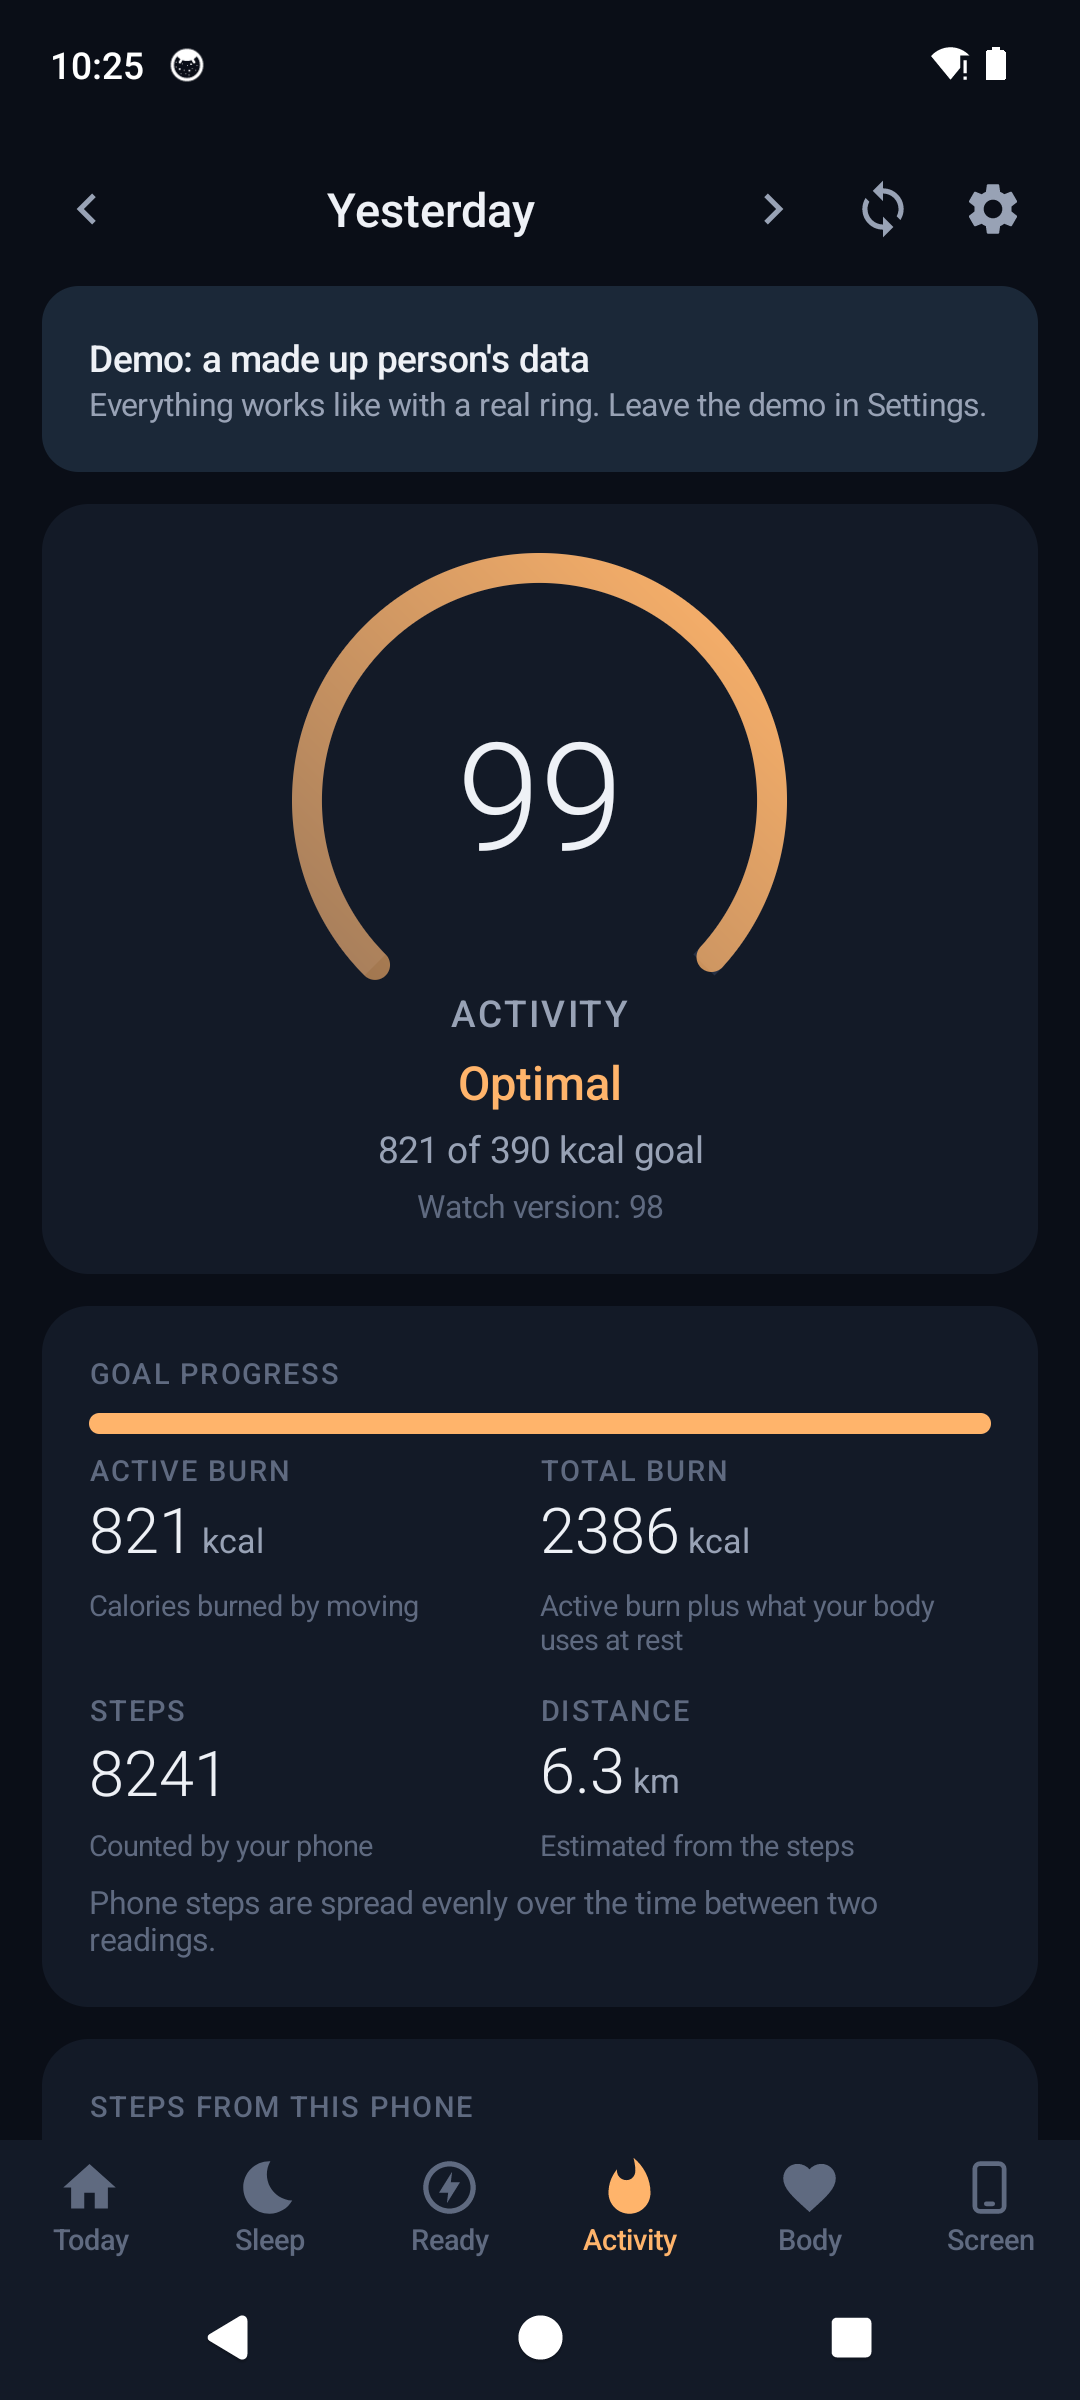 10:25
Yesterday
Demo: a made up person's data
Everything works like with a real ring. Leave the demo in Settings.
99
ACTIVITY
Optimal
821 of 390 kcal goal
Watch version: 98
GOAL PROGRESS
ACTIVE BURN
821 kcal
Calories burned by moving
TOTAL BURN
2386 kcal
Active burn plus what your body
uses at rest
STEPS
8241
Counted by your phone
DISTANCE
6.3 km
Estimated from the steps
Phone steps are spread evenly over the time between two
readings.
STEPS FROM THIS PHONE
Today
Sleep
Ready
Activity
Body
Screen